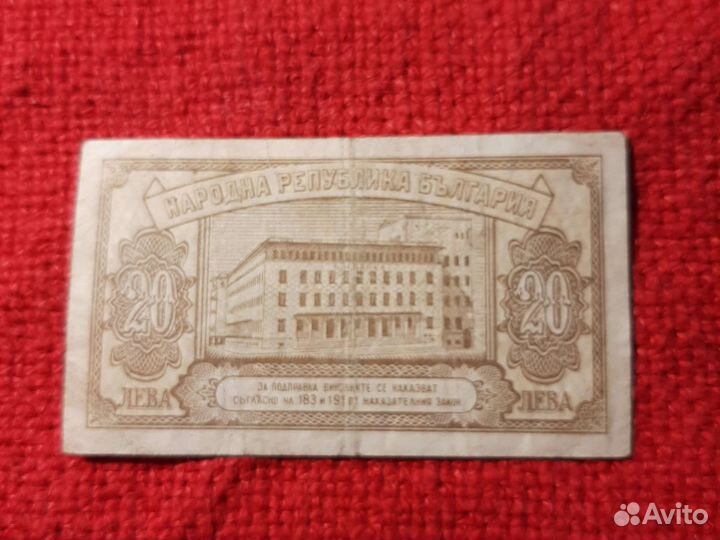 НАРОДНА РЕПУБЛИКА БЪЛГАРИЯ
20 20
ЛЕВА ЛЕВА
ЗА ПОДПРАВКА ВИНОВНИТЕ СЕ НАКАЗВАТ
СЪГЛАСНО ЧЛ 183 И 191 ОТ НАКАЗАТЕЛНИЯ ЗАКОН
Avito